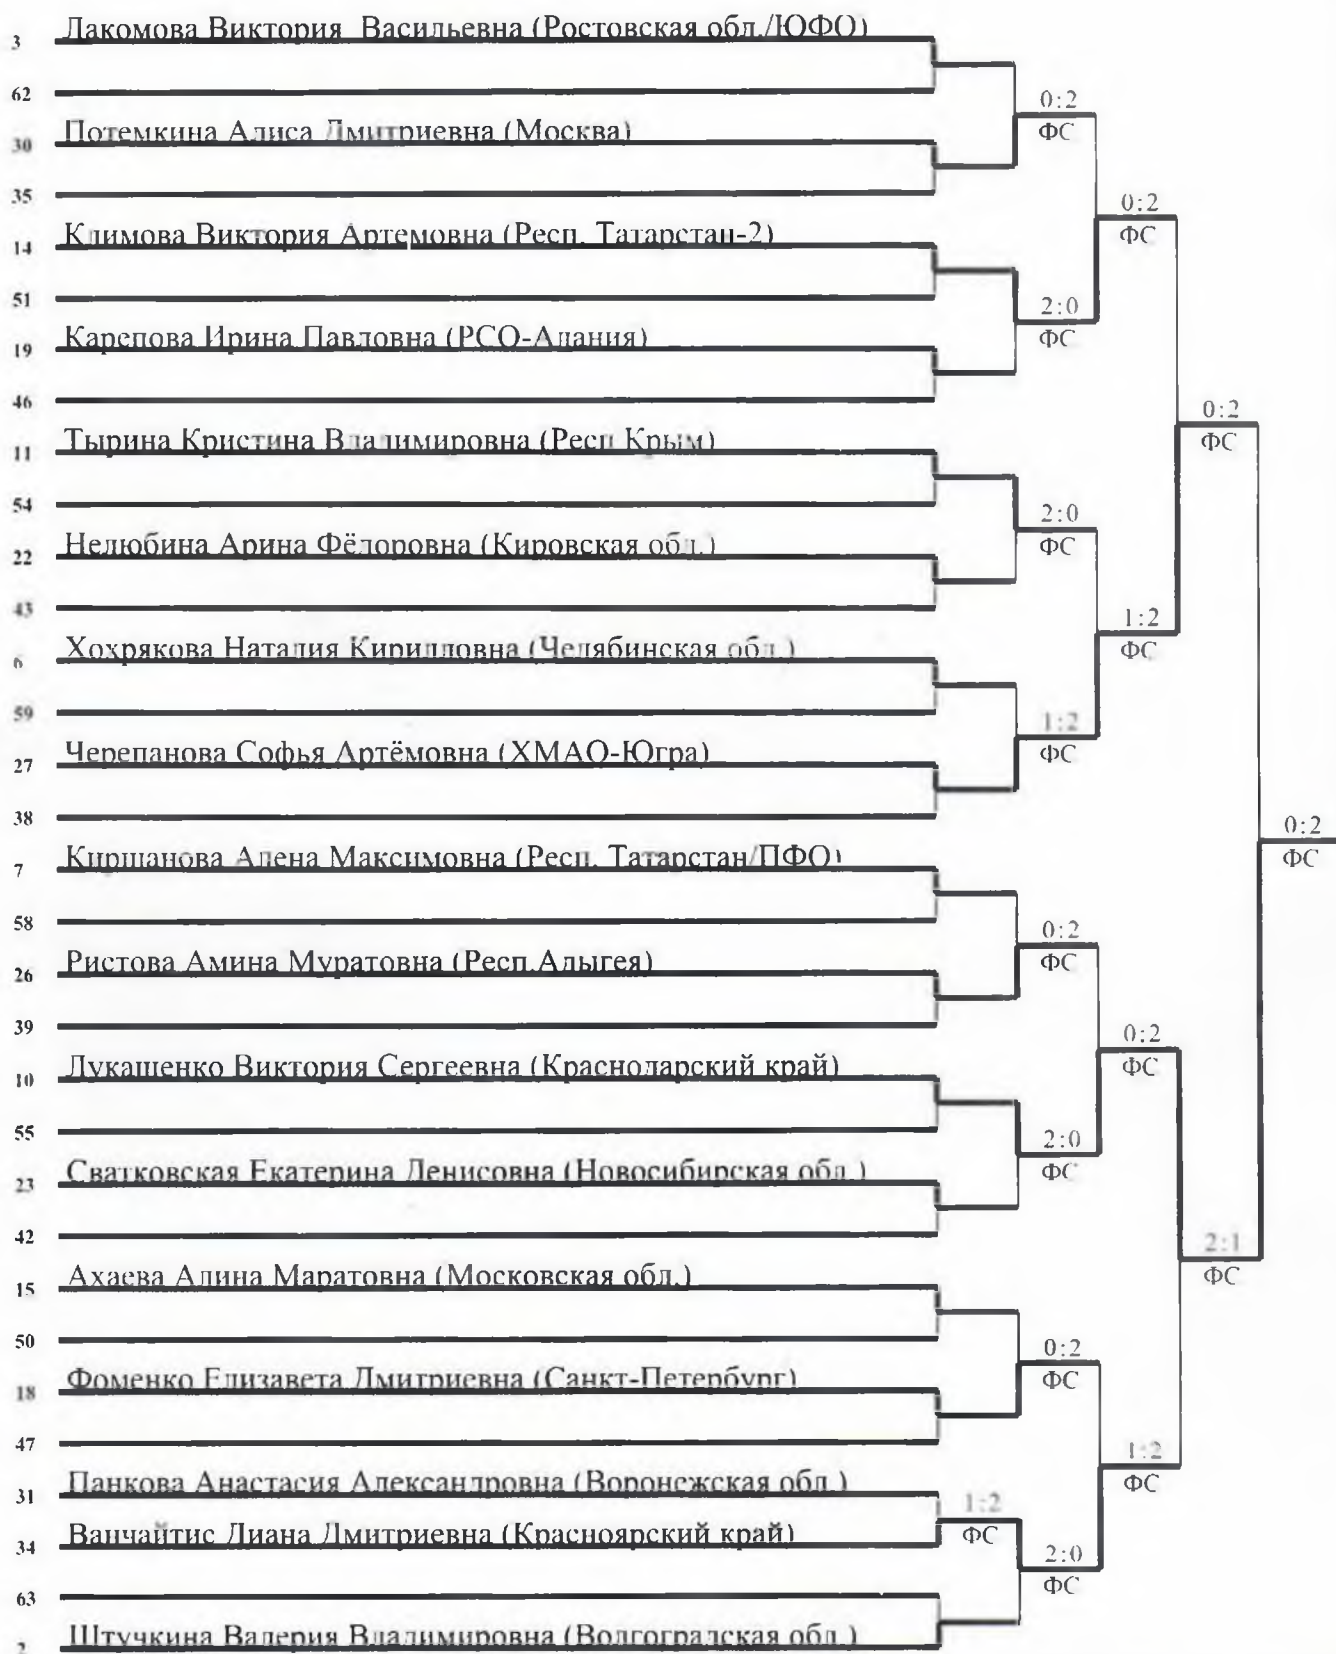 3 Лакомова Виктория Васильевна (Ростовская обл./ЮФО)
62
0:2
ФС
30 Потемкина Алиса Дмитриевна (Москва)
35
0:2
ФС
14 Климова Виктория Артемовна (Респ. Татарстан-2)
51
2:0
ФС
19 Карепова Ирина Павловна (РСО-Алания)
46
0:2
ФС
11 Тырина Кристина Владимировна (Респ Крым)
54
2:0
ФС
22 Нелюбина Арина Фёдоровна (Кировская обл.)
43
1:2
ФС
6 Хохрякова Наталия Кирилловна (Челябинская обл.)
59
1:2
ФС
27 Черепанова Софья Артёмовна (ХМАО-Югра)
38
0:2
ФС
7 Киршанова Алена Максимовна (Респ. Татарстан/ПФО)
58
0:2
ФС
26 Ристова Амина Муратовна (Респ.Адыгея)
39
0:2
ФС
10 Лукашенко Виктория Сергеевна (Краснодарский край)
55
2:0
ФС
23 Сватковская Екатерина Денисовна (Новосибирская обл.)
42
2:1
ФС
15 Ахаева Алина Маратовна (Московская обл.)
50
0:2
ФС
18 Фоменко Елизавета Дмитриевна (Санкт-Петербург)
47
1:2
ФС
31 Панкова Анастасия Александровна (Воронежская обл.)
1:2
ФС
34 Ванчайтис Диана Дмитриевна (Красноярский край)
2:0
ФС
63
2 Штучкина Валерия Владимировна (Волгоградская обл.)